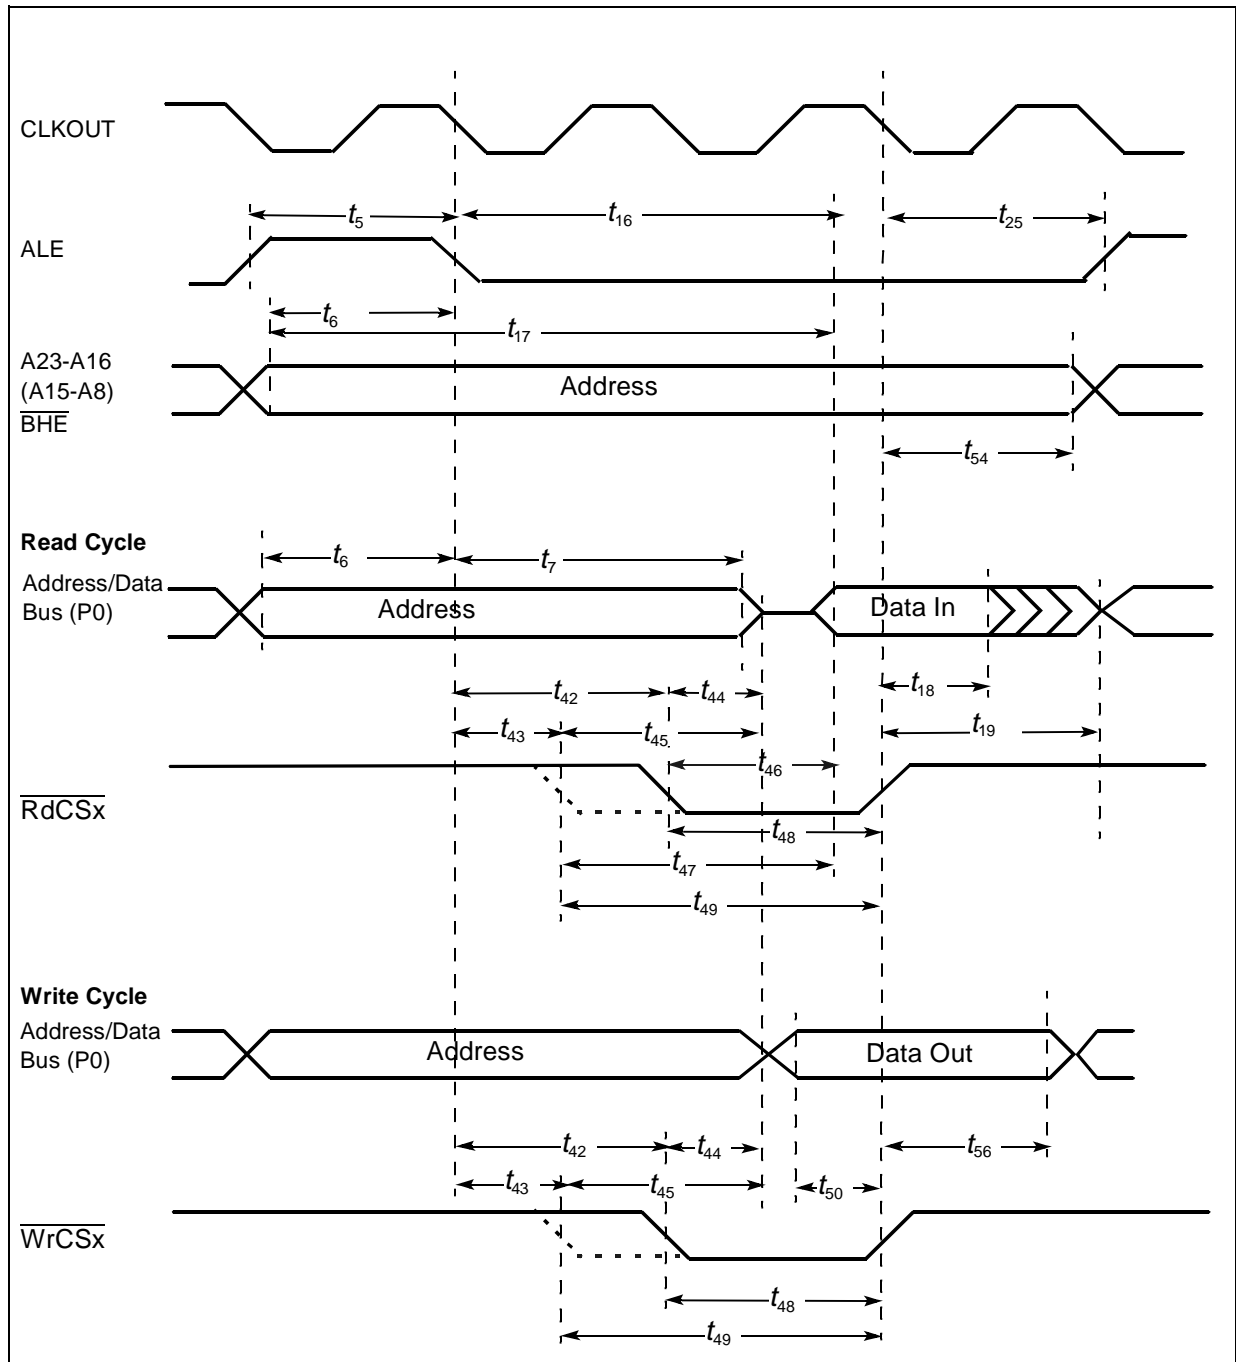 CLKOUT
t5 t16 t25
ALE
t6 t17
A23-A16
(A15-A8)
BHE
Address
t54
Read Cycle
t6 t7
Address/Data
Bus (P0)
Address Data In
t42 t44 t18
t43 t45 t19
t46
RdCSx
t48
t47
t49
Write Cycle
Address/Data
Bus (P0)
Address Data Out
t42 t44 t56
t43 t45 t50
WrCSx
t48
t49